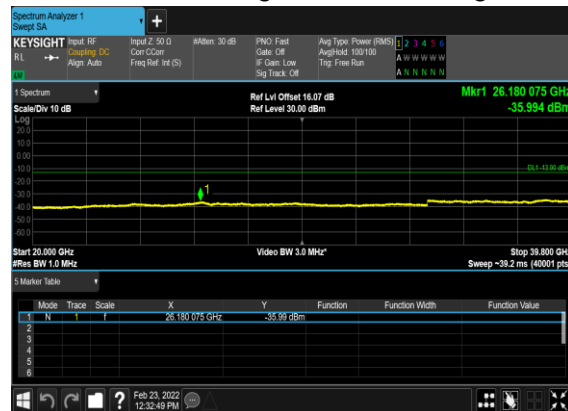 Spectrum Analyzer 1
Swept SA
+
KEYSIGHT Input: RF Input Z: 50 Ω #Atten: 30 dB PNO: Fast Avg Type: Power (RMS) 1 2 3 4 5 6
RL Coupling: DC Corr CCorr Gate: Off Avg|Hold: 100/100 A W W W W W
Align: Auto Freq Ref: Int (S) IF Gain: Low Trig: Free Run
LW Sig Track: Off A N N N N N
1 Spectrum Ref Lvl Offset 16.07 dB Mkr1 26.180 075 GHz
Scale/Div 10 dB Ref Level 30.00 dBm -35.994 dBm
Log
20.0
10.0
0.00
-10.0 DL1 -13.00 dBm
-20.0
-30.0 1
-40.0
-50.0
-60.0
Start 20.000 GHz Video BW 3.0 MHz* Stop 39.800 GHz
#Res BW 1.0 MHz Sweep ~39.2 ms (40001 pts)
5 Marker Table
Mode Trace Scale X Y Function Function Width Function Value
1 N 1 f 26.180 075 GHz -35.99 dBm
2
3
4
5
6
? Feb 23, 2022
12:32:49 PM